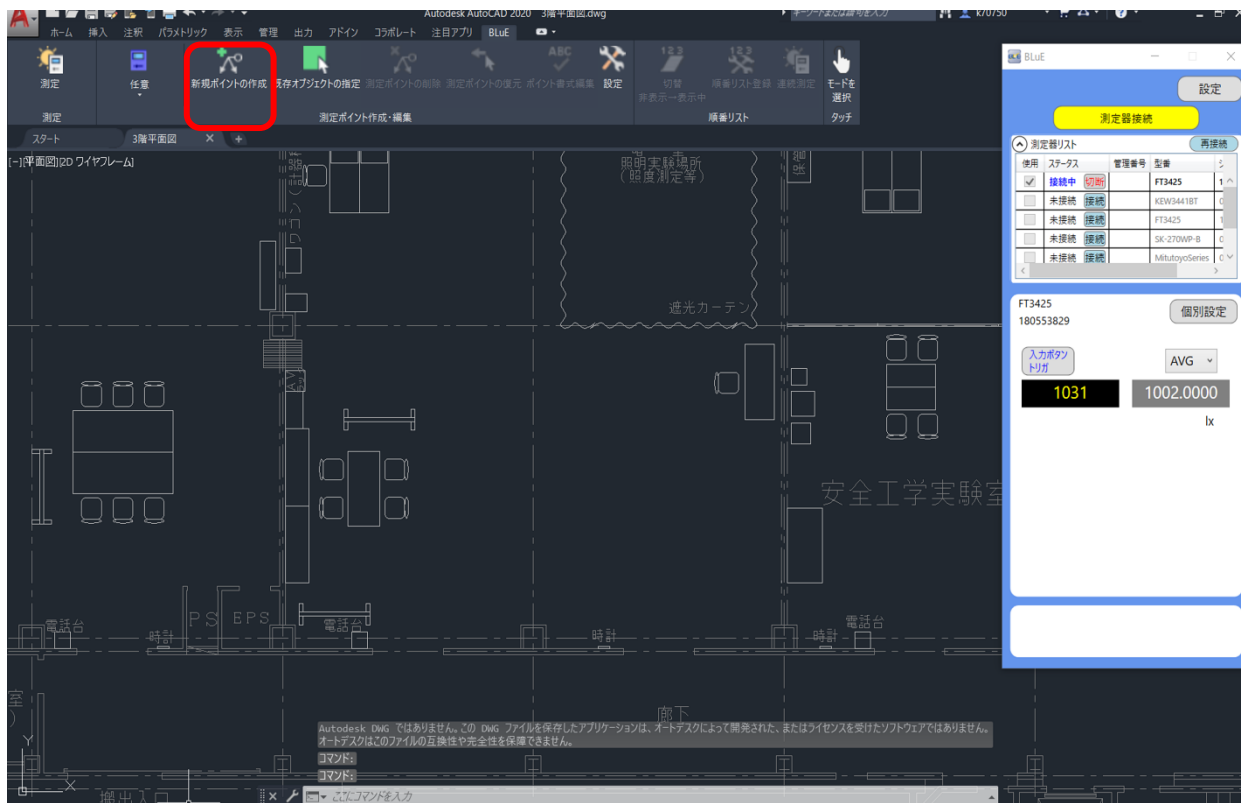 Autodesk AutoCAD 2020 3階平面図.dwg
キーワードまたは語句を入力
k70750
ホーム 挿入 注釈 パラメトリック 表示 管理 出力 アドイン コラボレート 注目アプリ BLuE
測定 任意 新規ポイントの作成 既存オブジェクトの指定 測定ポイントの削除 測定ポイントの復元 ポイント書式編集 設定 切替 順番リスト登録 連続測定 モードを
非表示―表示中 選択
測定 測定ポイント作成・編集 順番リスト タッチ
スタート 3階平面図
[-][平面図][2D ワイヤフレーム]
照明実験場所
(照度測定等)
遮光カーテン
安全工学実験室
PS EPS
電話台
時計
電話台
時計
電話台
時計
廊下
搬出入口
Y
X
Autodesk DWG ではありません。この DWG ファイルを保存したアプリケーションは、オートデスクによって開発された、またはライセンスを受けたソフトウェアではありません。
オートデスクはこのファイルの互換性や完全性を保障できません。
コマンド:
コマンド:
ここにコマンドを入力
BLuE
設定
測定器接続
測定器リスト 再接続
使用 ステータス 管理番号 型番
接続中 切断 FT3425
未接続 接続 KEW3441BT
未接続 接続 FT3425
未接続 接続 SK-270WP-B
未接続 接続 MitutoyoSeries
FT3425
180553829
個別設定
入力ボタン
トリガ
AVG
1031 1002.0000
lx